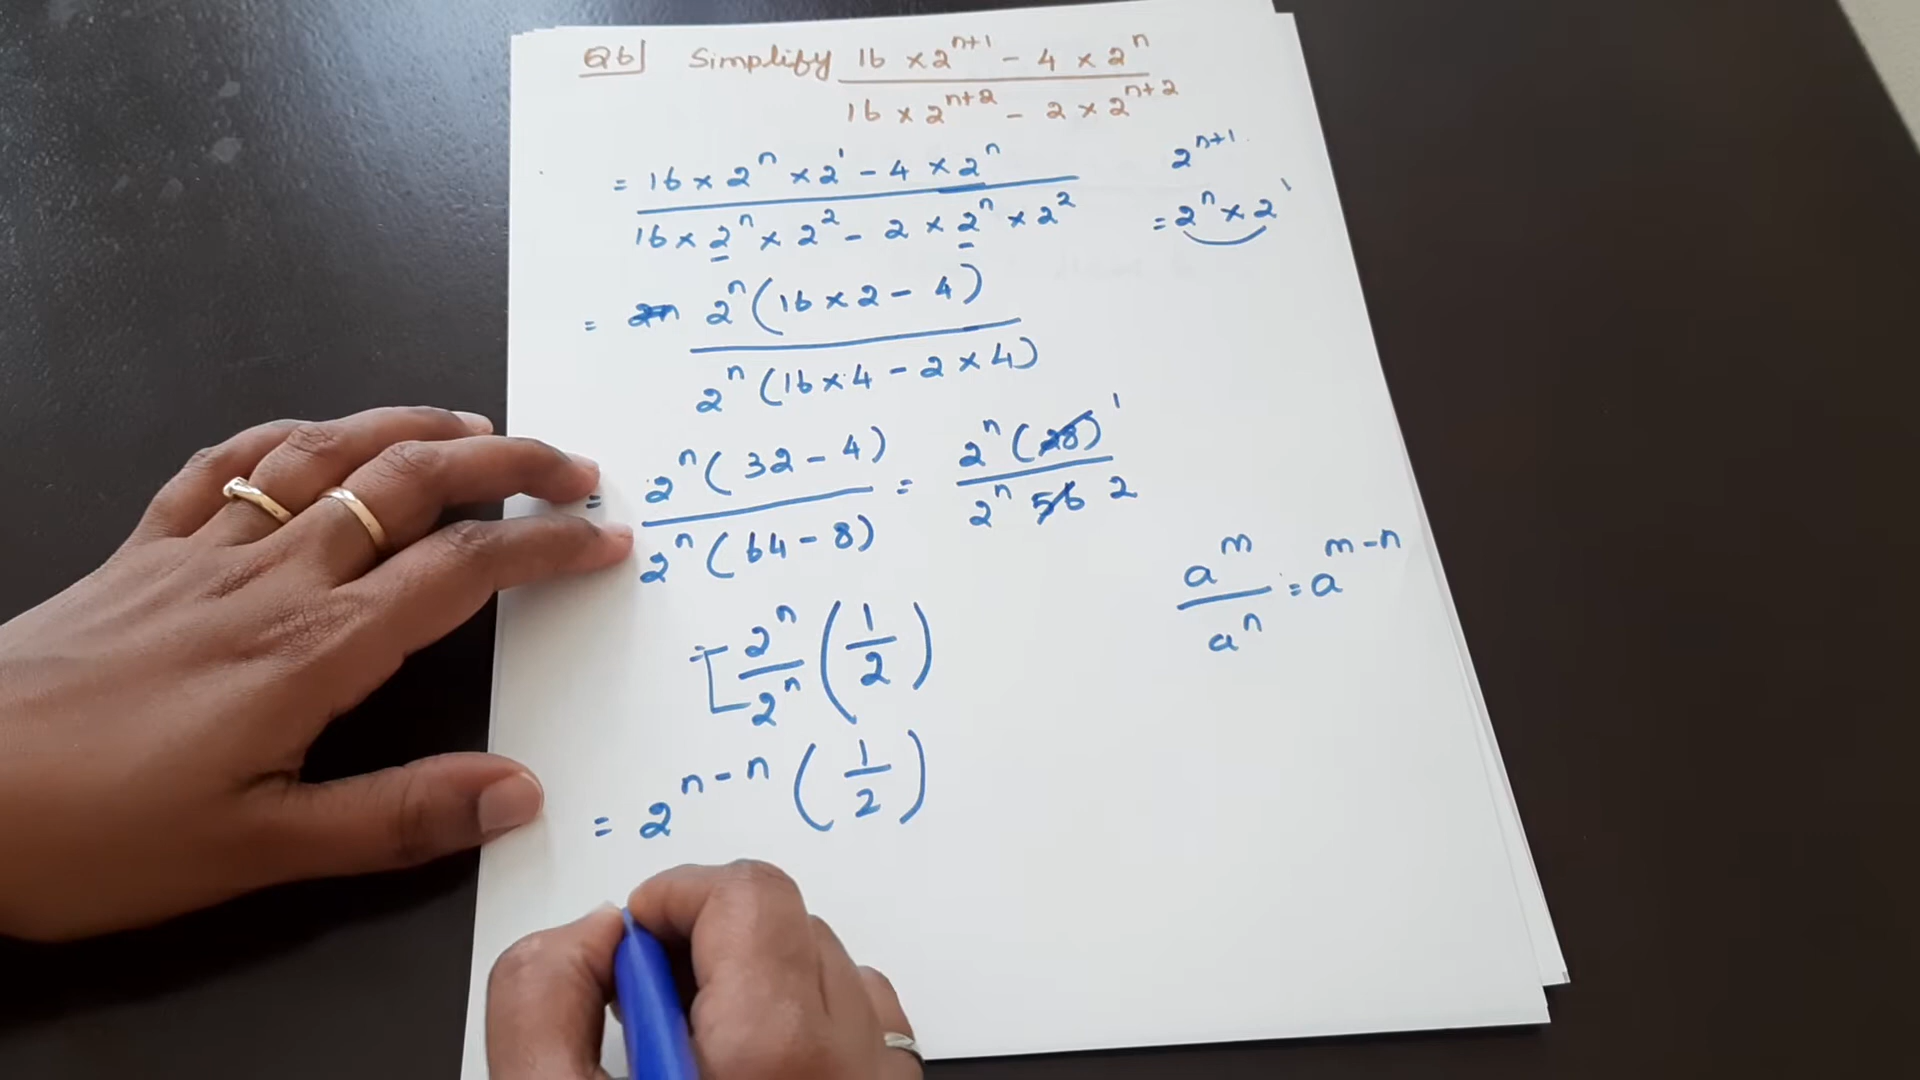 Q6] Simplify 16 × 2^(n+1) - 4 × 2^n
16 × 2^(n+2) - 2 × 2^(n+2)
= 16 × 2^n × 2^1 - 4 × 2^n
16 × 2^n × 2^2 - 2 × 2^n × 2^2
2^(n+1)
= 2^n × 2^1
= 2n 2^n (16 × 2 - 4)
2^n (16 × 4 - 2 × 4)
= 2^n (32 - 4) = 2^n (28) 1
2^n (64 - 8) 2^n 56 2
a^m = a^(m-n)
a^n
= 2^n (1
2^n 2)
= 2^(n-n) (1
2)